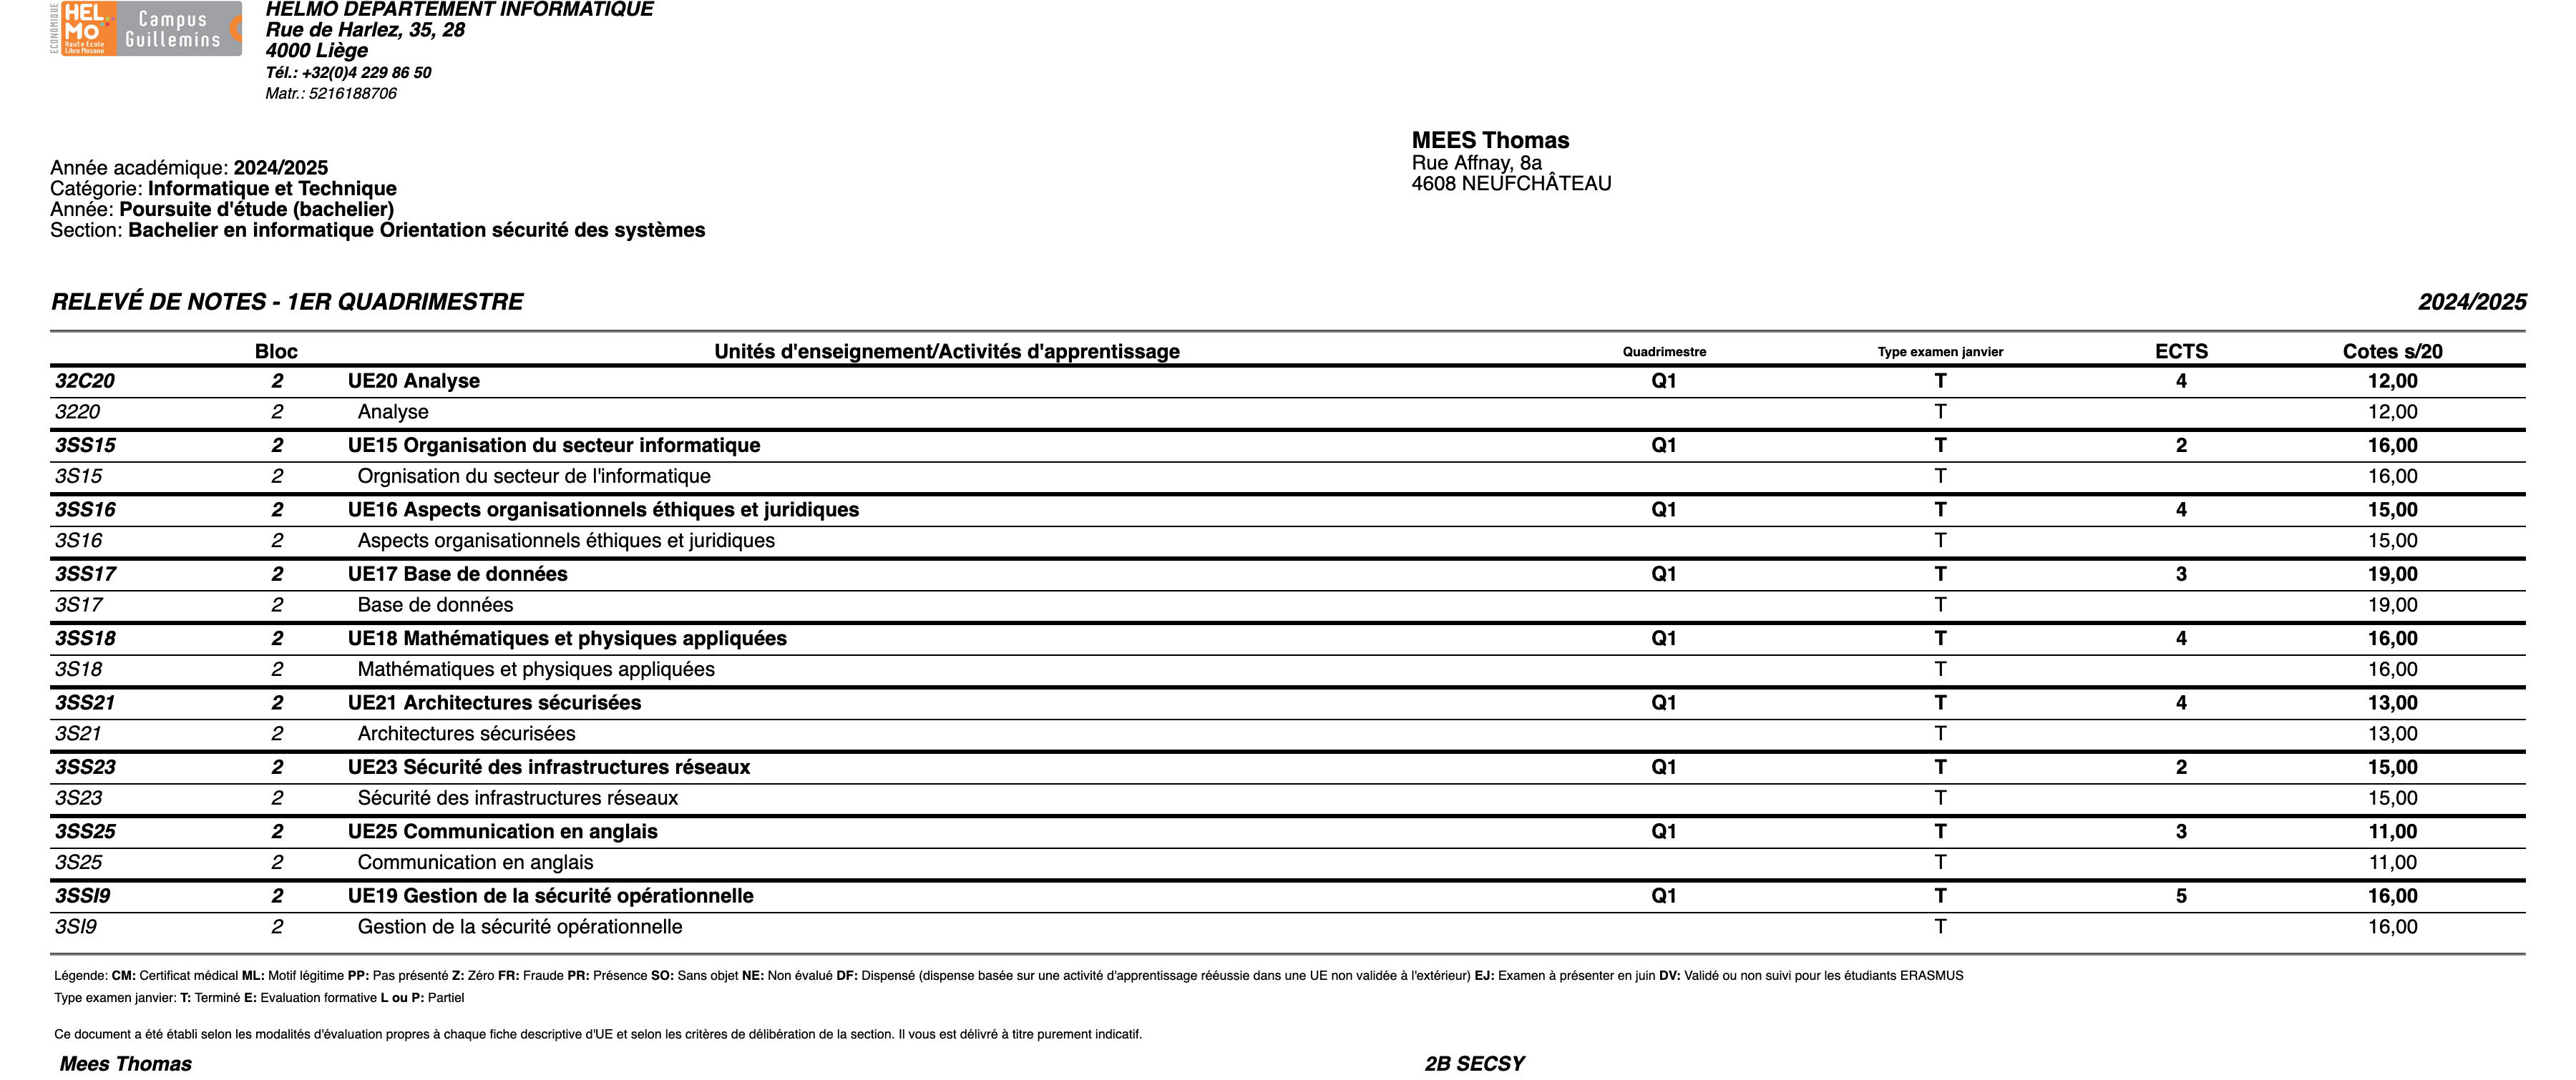 ECONOMIQUE
HEL
MO
Haute Ecole
Libre Mosane
Campus
Guillemins
HELMO DEPARTEMENT INFORMATIQUE
Rue de Harlez, 35, 28
4000 Liège
Tél.: +32(0)4 229 86 50
Matr.: 5216188706
MEES Thomas
Rue Affnay, 8a
4608 NEUFCHÂTEAU
Année académique: 2024/2025
Catégorie: Informatique et Technique
Année: Poursuite d'étude (bachelier)
Section: Bachelier en informatique Orientation sécurité des systèmes
RELEVÉ DE NOTES - 1ER QUADRIMESTRE 2024/2025
Bloc Unités d'enseignement/Activités d'apprentissage Quadrimestre Type examen janvier ECTS Cotes s/20
32C20 2 UE20 Analyse Q1 T 4 12,00
3220 2 Analyse T 12,00
3SS15 2 UE15 Organisation du secteur informatique Q1 T 2 16,00
3S15 2 Orgnisation du secteur de l'informatique T 16,00
3SS16 2 UE16 Aspects organisationnels éthiques et juridiques Q1 T 4 15,00
3S16 2 Aspects organisationnels éthiques et juridiques T 15,00
3SS17 2 UE17 Base de données Q1 T 3 19,00
3S17 2 Base de données T 19,00
3SS18 2 UE18 Mathématiques et physiques appliquées Q1 T 4 16,00
3S18 2 Mathématiques et physiques appliquées T 16,00
3SS21 2 UE21 Architectures sécurisées Q1 T 4 13,00
3S21 2 Architectures sécurisées T 13,00
3SS23 2 UE23 Sécurité des infrastructures réseaux Q1 T 2 15,00
3S23 2 Sécurité des infrastructures réseaux T 15,00
3SS25 2 UE25 Communication en anglais Q1 T 3 11,00
3S25 2 Communication en anglais T 11,00
3SSI9 2 UE19 Gestion de la sécurité opérationnelle Q1 T 5 16,00
3SI9 2 Gestion de la sécurité opérationnelle T 16,00
Légende: CM: Certificat médical ML: Motif légitime PP: Pas présenté Z: Zéro FR: Fraude PR: Présence SO: Sans objet NE: Non évalué DF: Dispensé (dispense basée sur une activité d'apprentissage rééussie dans une UE non validée à l'extérieur) EJ: Examen à présenter en juin DV: Validé ou non suivi pour les étudiants ERASMUS
Type examen janvier: T: Terminé E: Evaluation formative L ou P: Partiel
Ce document a été établi selon les modalités d'évaluation propres à chaque fiche descriptive d'UE et selon les critères de délibération de la section. Il vous est délivré à titre purement indicatif.
Mees Thomas 2B SECSY